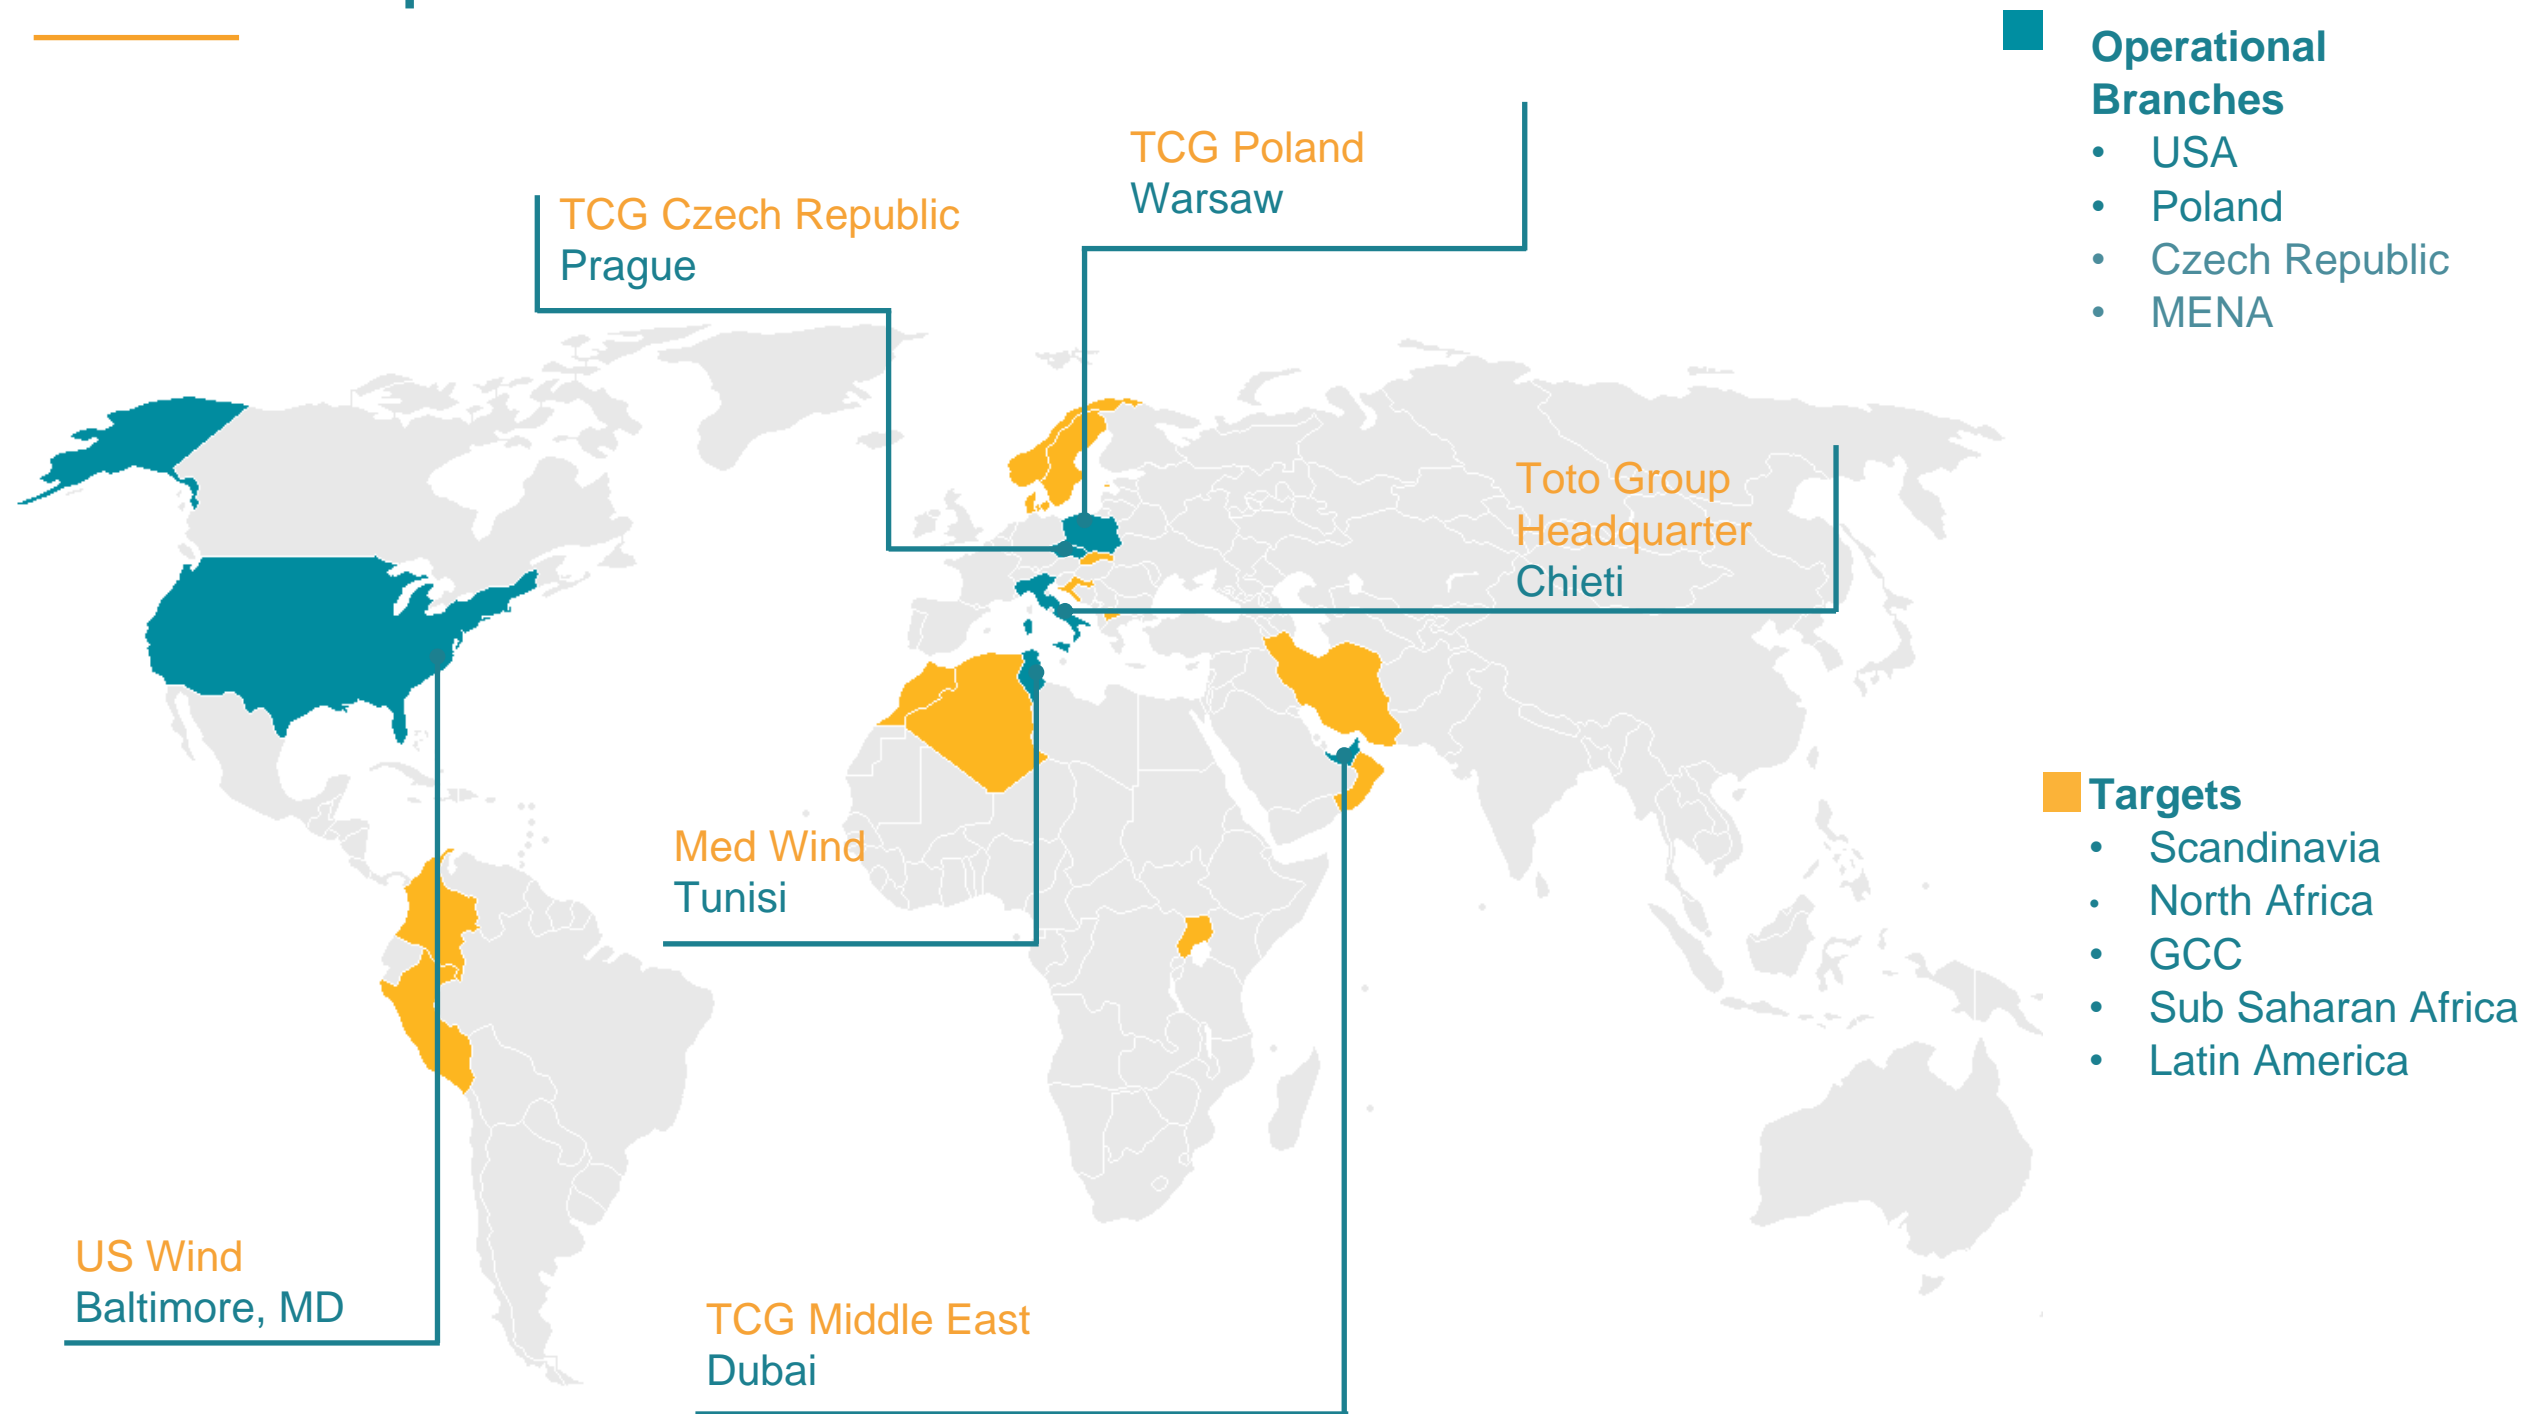 Operational
Branches
• USA
• Poland
• Czech Republic
• MENA
TCG Poland
Warsaw
TCG Czech Republic
Prague
Toto Group
Headquarter
Chieti
Med Wind
Tunisi
US Wind
Baltimore, MD
TCG Middle East
Dubai
Targets
• Scandinavia
• North Africa
• GCC
• Sub Saharan Africa
• Latin America